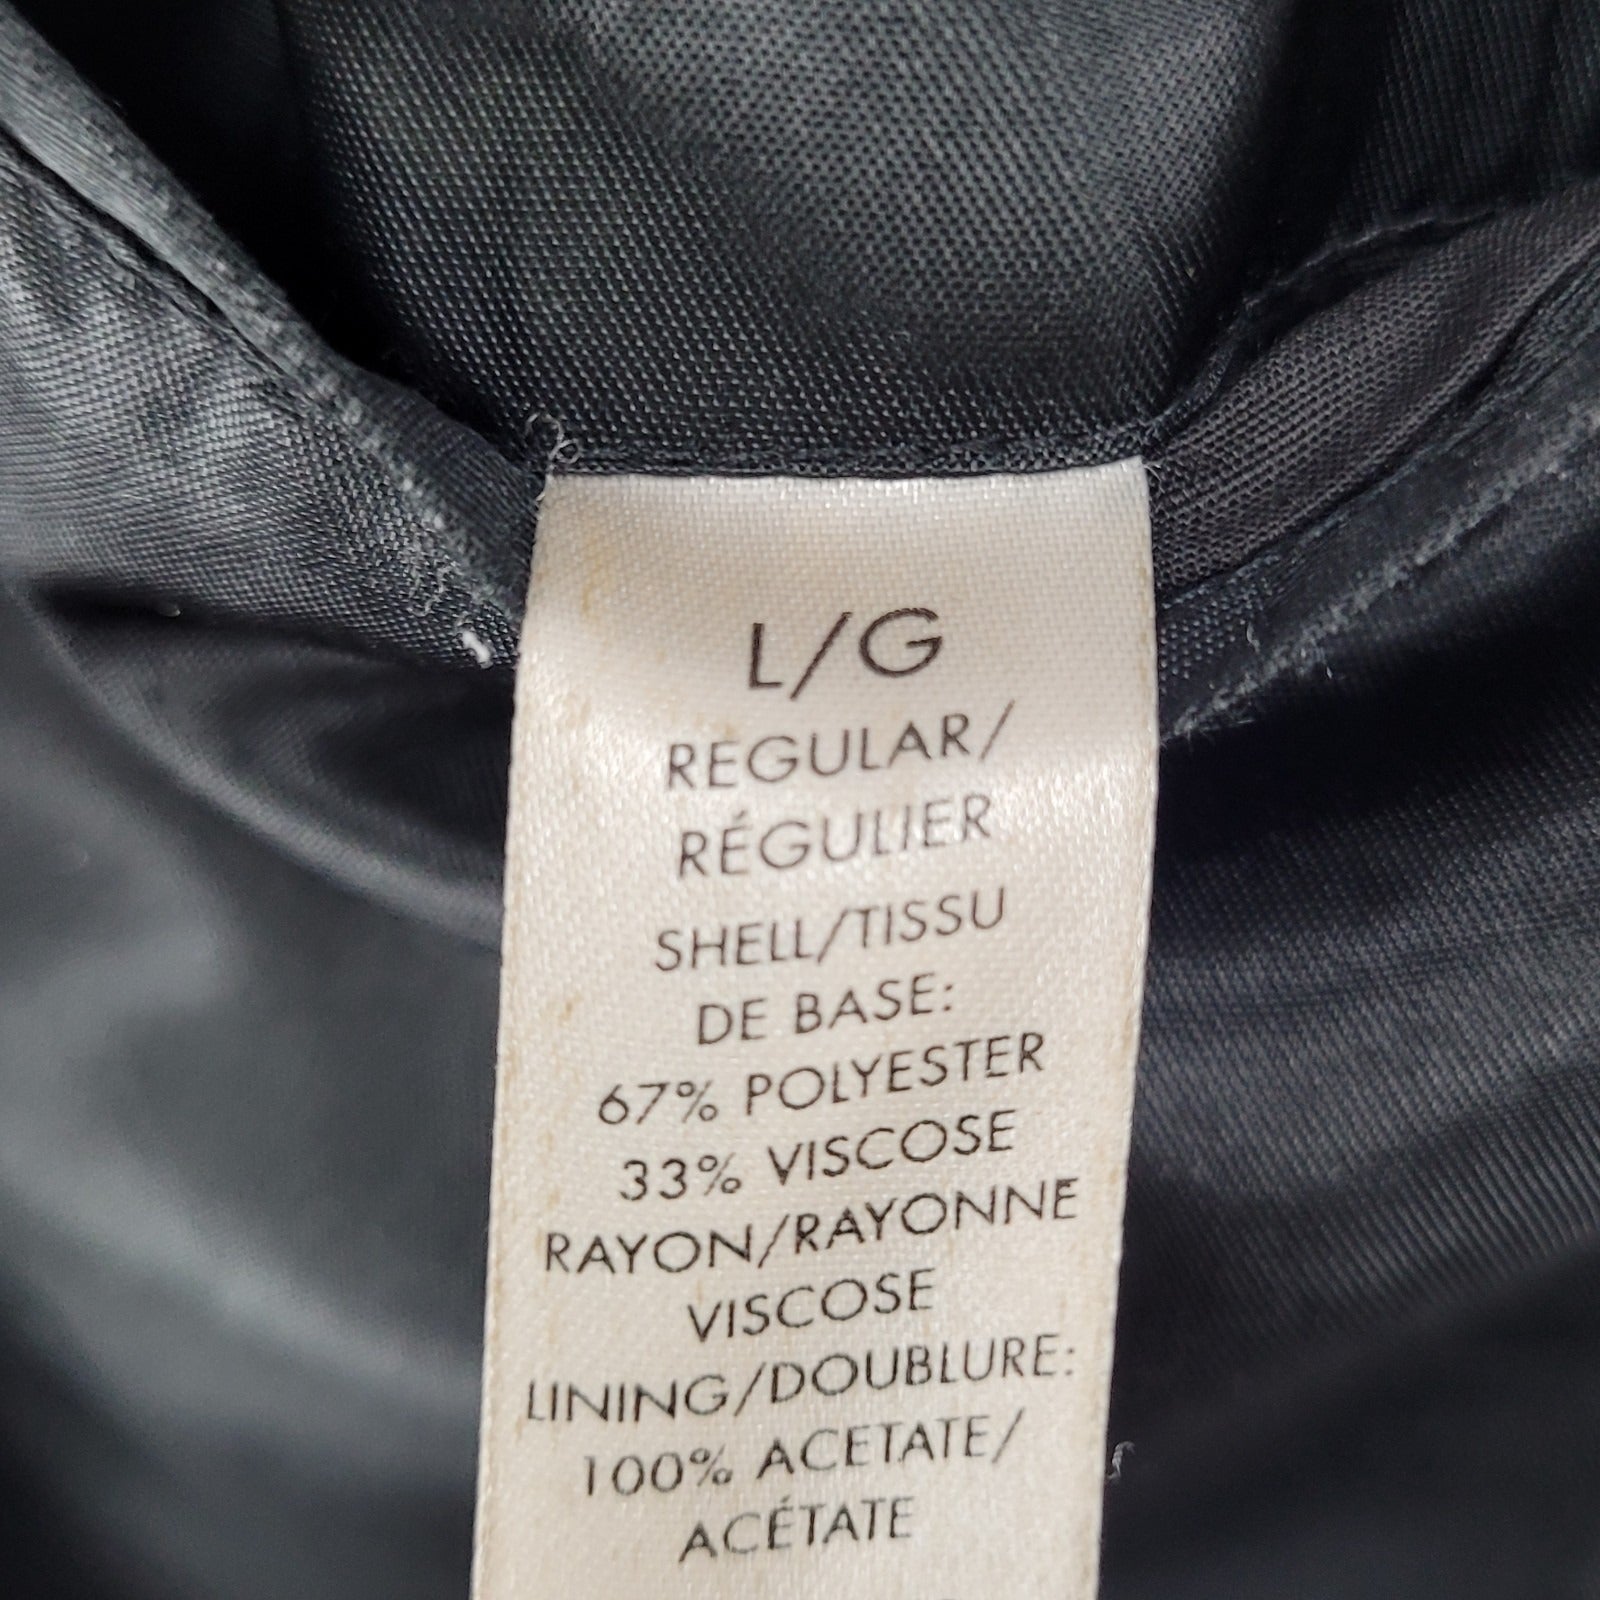 L/G
REGULAR/
RÉGULIER
SHELL/TISSU
DE BASE:
67% POLYESTER
33% VISCOSE
RAYON/RAYONNE
VISCOSE
LINING/DOUBLURE:
100% ACETATE/
ACÉTATE